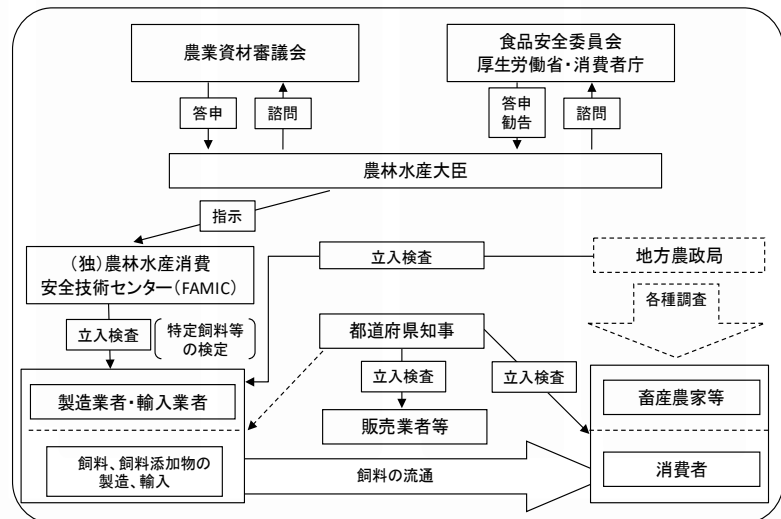 農業資材審議会
食品安全委員会
厚生労働省・消費者庁
答申
諮問
答申
勧告
諮問
農林水産大臣
指示
(独)農林水産消費
安全技術センター(FAMIC)
立入検査
地方農政局
各種調査
立入検査
特定飼料等
の検定
都道府県知事
立入検査
立入検査
製造業者・輸入業者
販売業者等
畜産農家等
飼料、飼料添加物の
製造、輸入
飼料の流通
消費者